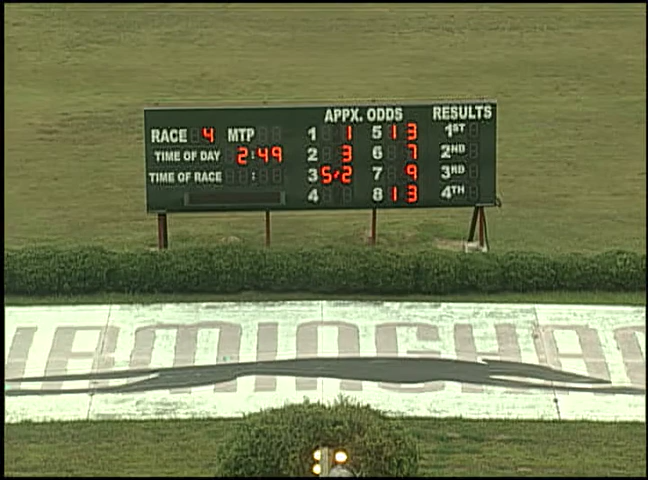 APPX. ODDS RESULTS
RACE 4 MTP 1 1 5 13 1ST
TIME OF DAY 2:49 2 3 6 7 2ND
TIME OF RACE : 3 5/2 7 9 3RD
4 8 13 4TH
BIRMINGHAM